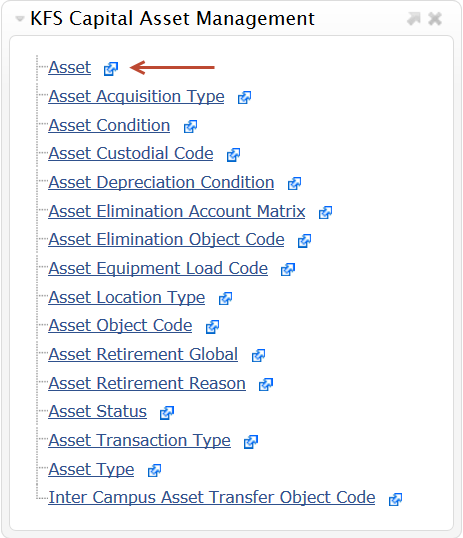 KFS Capital Asset Management
Asset
Asset Acquisition Type
Asset Condition
Asset Custodial Code
Asset Depreciation Condition
Asset Elimination Account Matrix
Asset Elimination Object Code
Asset Equipment Load Code
Asset Location Type
Asset Object Code
Asset Retirement Global
Asset Retirement Reason
Asset Status
Asset Transaction Type
Asset Type
Inter Campus Asset Transfer Object Code